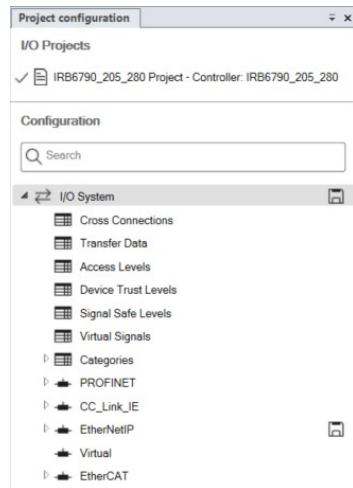 Project configuration
I/O Projects
IRB6790_205_280 Project - Controller: IRB6790_205_280
Configuration
Search
I/O System
Cross Connections
Transfer Data
Access Levels
Device Trust Levels
Signal Safe Levels
Virtual Signals
Categories
PROFINET
CC_Link_IE
EtherNetIP
Virtual
EtherCAT